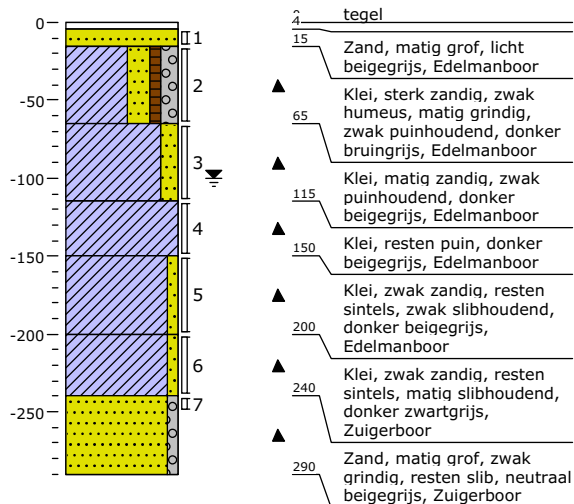 0
-50
-100
-150
-200
-250
1
2
3
4
5
6
7
0
4
tegel
15
Zand, matig grof, licht
beigegrijs, Edelmanboor
65
Klei, sterk zandig, zwak
humeus, matig grindig,
zwak puinhoudend, donker
bruingrijs, Edelmanboor
115
Klei, matig zandig, zwak
puinhoudend, donker
beigegrijs, Edelmanboor
150
Klei, resten puin, donker
beigegrijs, Edelmanboor
200
Klei, zwak zandig, resten
sintels, zwak slibhoudend,
donker beigegrijs,
Edelmanboor
240
Klei, zwak zandig, resten
sintels, matig slibhoudend,
donker zwartgrijs,
Zuigerboor
290
Zand, matig grof, zwak
grindig, resten slib, neutraal
beigegrijs, Zuigerboor